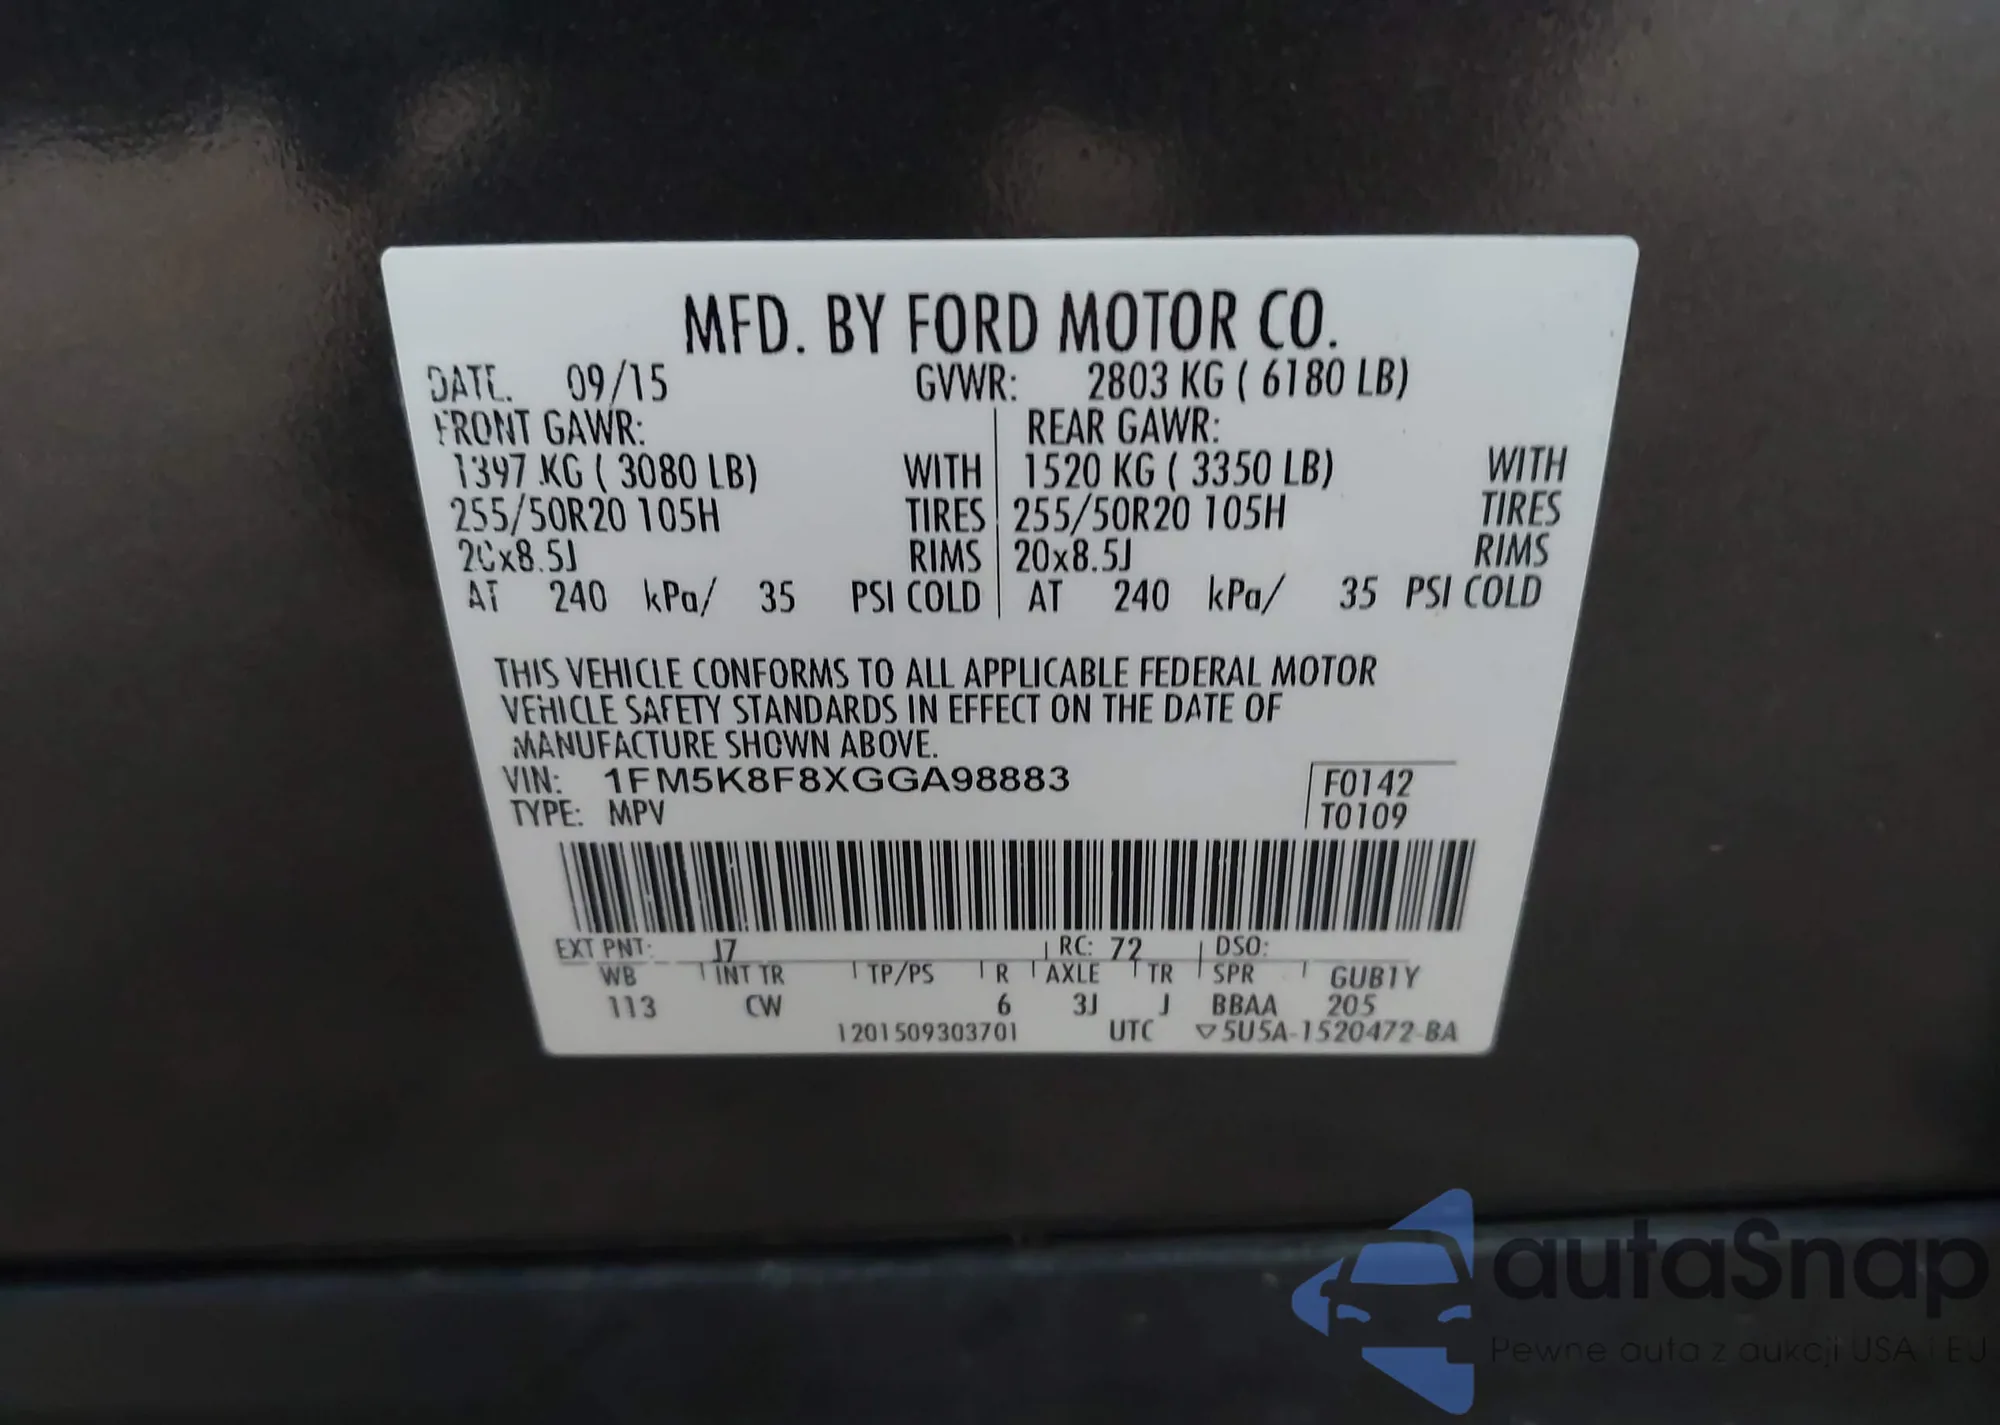 MFD. BY FORD MOTOR CO.
DATE. 09/15 GVWR: 2803 KG ( 6180 LB)
FRONT GAWR: REAR GAWR:
1397 KG ( 3080 LB) WITH 1520 KG ( 3350 LB) WITH
255/50R20 105H TIRES 255/50R20 105H TIRES
20x8.5J RIMS 20x8.5J RIMS
AT 240 kPa/ 35 PSI COLD AT 240 kPa/ 35 PSI COLD
THIS VEHICLE CONFORMS TO ALL APPLICABLE FEDERAL MOTOR
VEHICLE SAFETY STANDARDS IN EFFECT ON THE DATE OF
MANUFACTURE SHOWN ABOVE.
VIN: 1FM5K8F8XGGA98883 F0142
TYPE: MPV T0109
EXT PNT: J7 RC: 72 DSO:
WB INT TR TP/PS R AXLE TR SPR GUB1Y
113 CW 6 3J J BBAA 205
1201509303701 UTC ▽5U5A-1520472-BA
autaSnap
Pewne auta z aukcji USA i EU